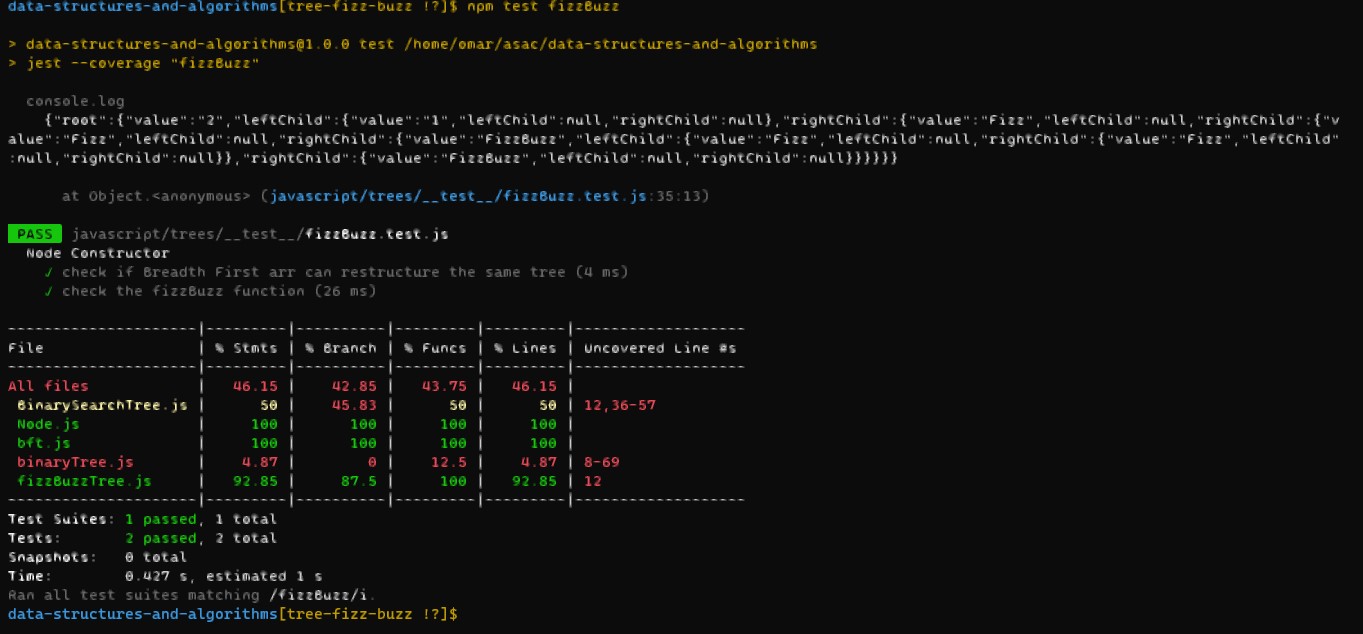 data-structures-and-algorithms[tree-fizz-buzz !?]$ npm test fizzBuzz
> data-structures-and-algorithms@1.0.0 test /home/omar/asac/data-structures-and-algorithms
> jest --coverage "fizzBuzz"
console.log
{"root":{"value":"2","leftChild":{"value":"1","leftChild":null,"rightChild":null},"rightChild":{"value":"Fizz","leftChild":null,"rightChild":{"v
alue":"Fizz","leftChild":null,"rightChild":{"value":"FizzBuzz","leftChild":{"value":"Fizz","leftChild":null,"rightChild":{"value":"Fizz","leftChild"
:null,"rightChild":null}},"rightChild":{"value":"FizzBuzz","leftChild":null,"rightChild":null}}}}}}
at Object.<anonymous> (javascript/trees/__test__/fizzBuzz.test.js:35:13)
PASS javascript/trees/__test__/fizzBuzz.test.js
Node Constructor
✓ check if Breadth First arr can restructure the same tree (4 ms)
✓ check the fizzBuzz function (26 ms)
--------------------|---------|----------|---------|---------|-------------------
File | % Stmts | % Branch | % Funcs | % Lines | Uncovered Line #s
--------------------|---------|----------|---------|---------|-------------------
All files | 46.15 | 42.85 | 43.75 | 46.15 |
BinarySearchTree.js | 50 | 45.83 | 50 | 50 | 12,36-57
Node.js | 100 | 100 | 100 | 100 |
bft.js | 100 | 100 | 100 | 100 |
binaryTree.js | 4.87 | 0 | 12.5 | 4.87 | 8-69
fizzBuzzTree.js | 92.85 | 87.5 | 100 | 92.85 | 12
--------------------|---------|----------|---------|---------|-------------------
Test Suites: 1 passed, 1 total
Tests: 2 passed, 2 total
Snapshots: 0 total
Time: 0.427 s, estimated 1 s
Ran all test suites matching /fizzBuzz/i.
data-structures-and-algorithms[tree-fizz-buzz !?]$